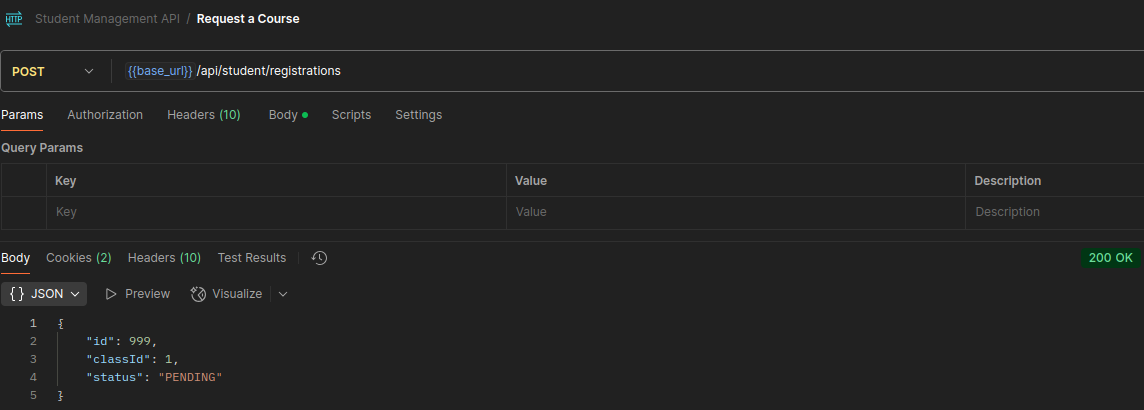 HTTP Student Management API / Request a Course
POST {{base_url}} /api/student/registrations
Params Authorization Headers (10) Body Scripts Settings
Query Params
Key Value Description
Key Value Description
Body Cookies (2) Headers (10) Test Results 200 OK
{} JSON Preview Visualize
1 {
2 "id": 999,
3 "classId": 1,
4 "status": "PENDING"
5 }